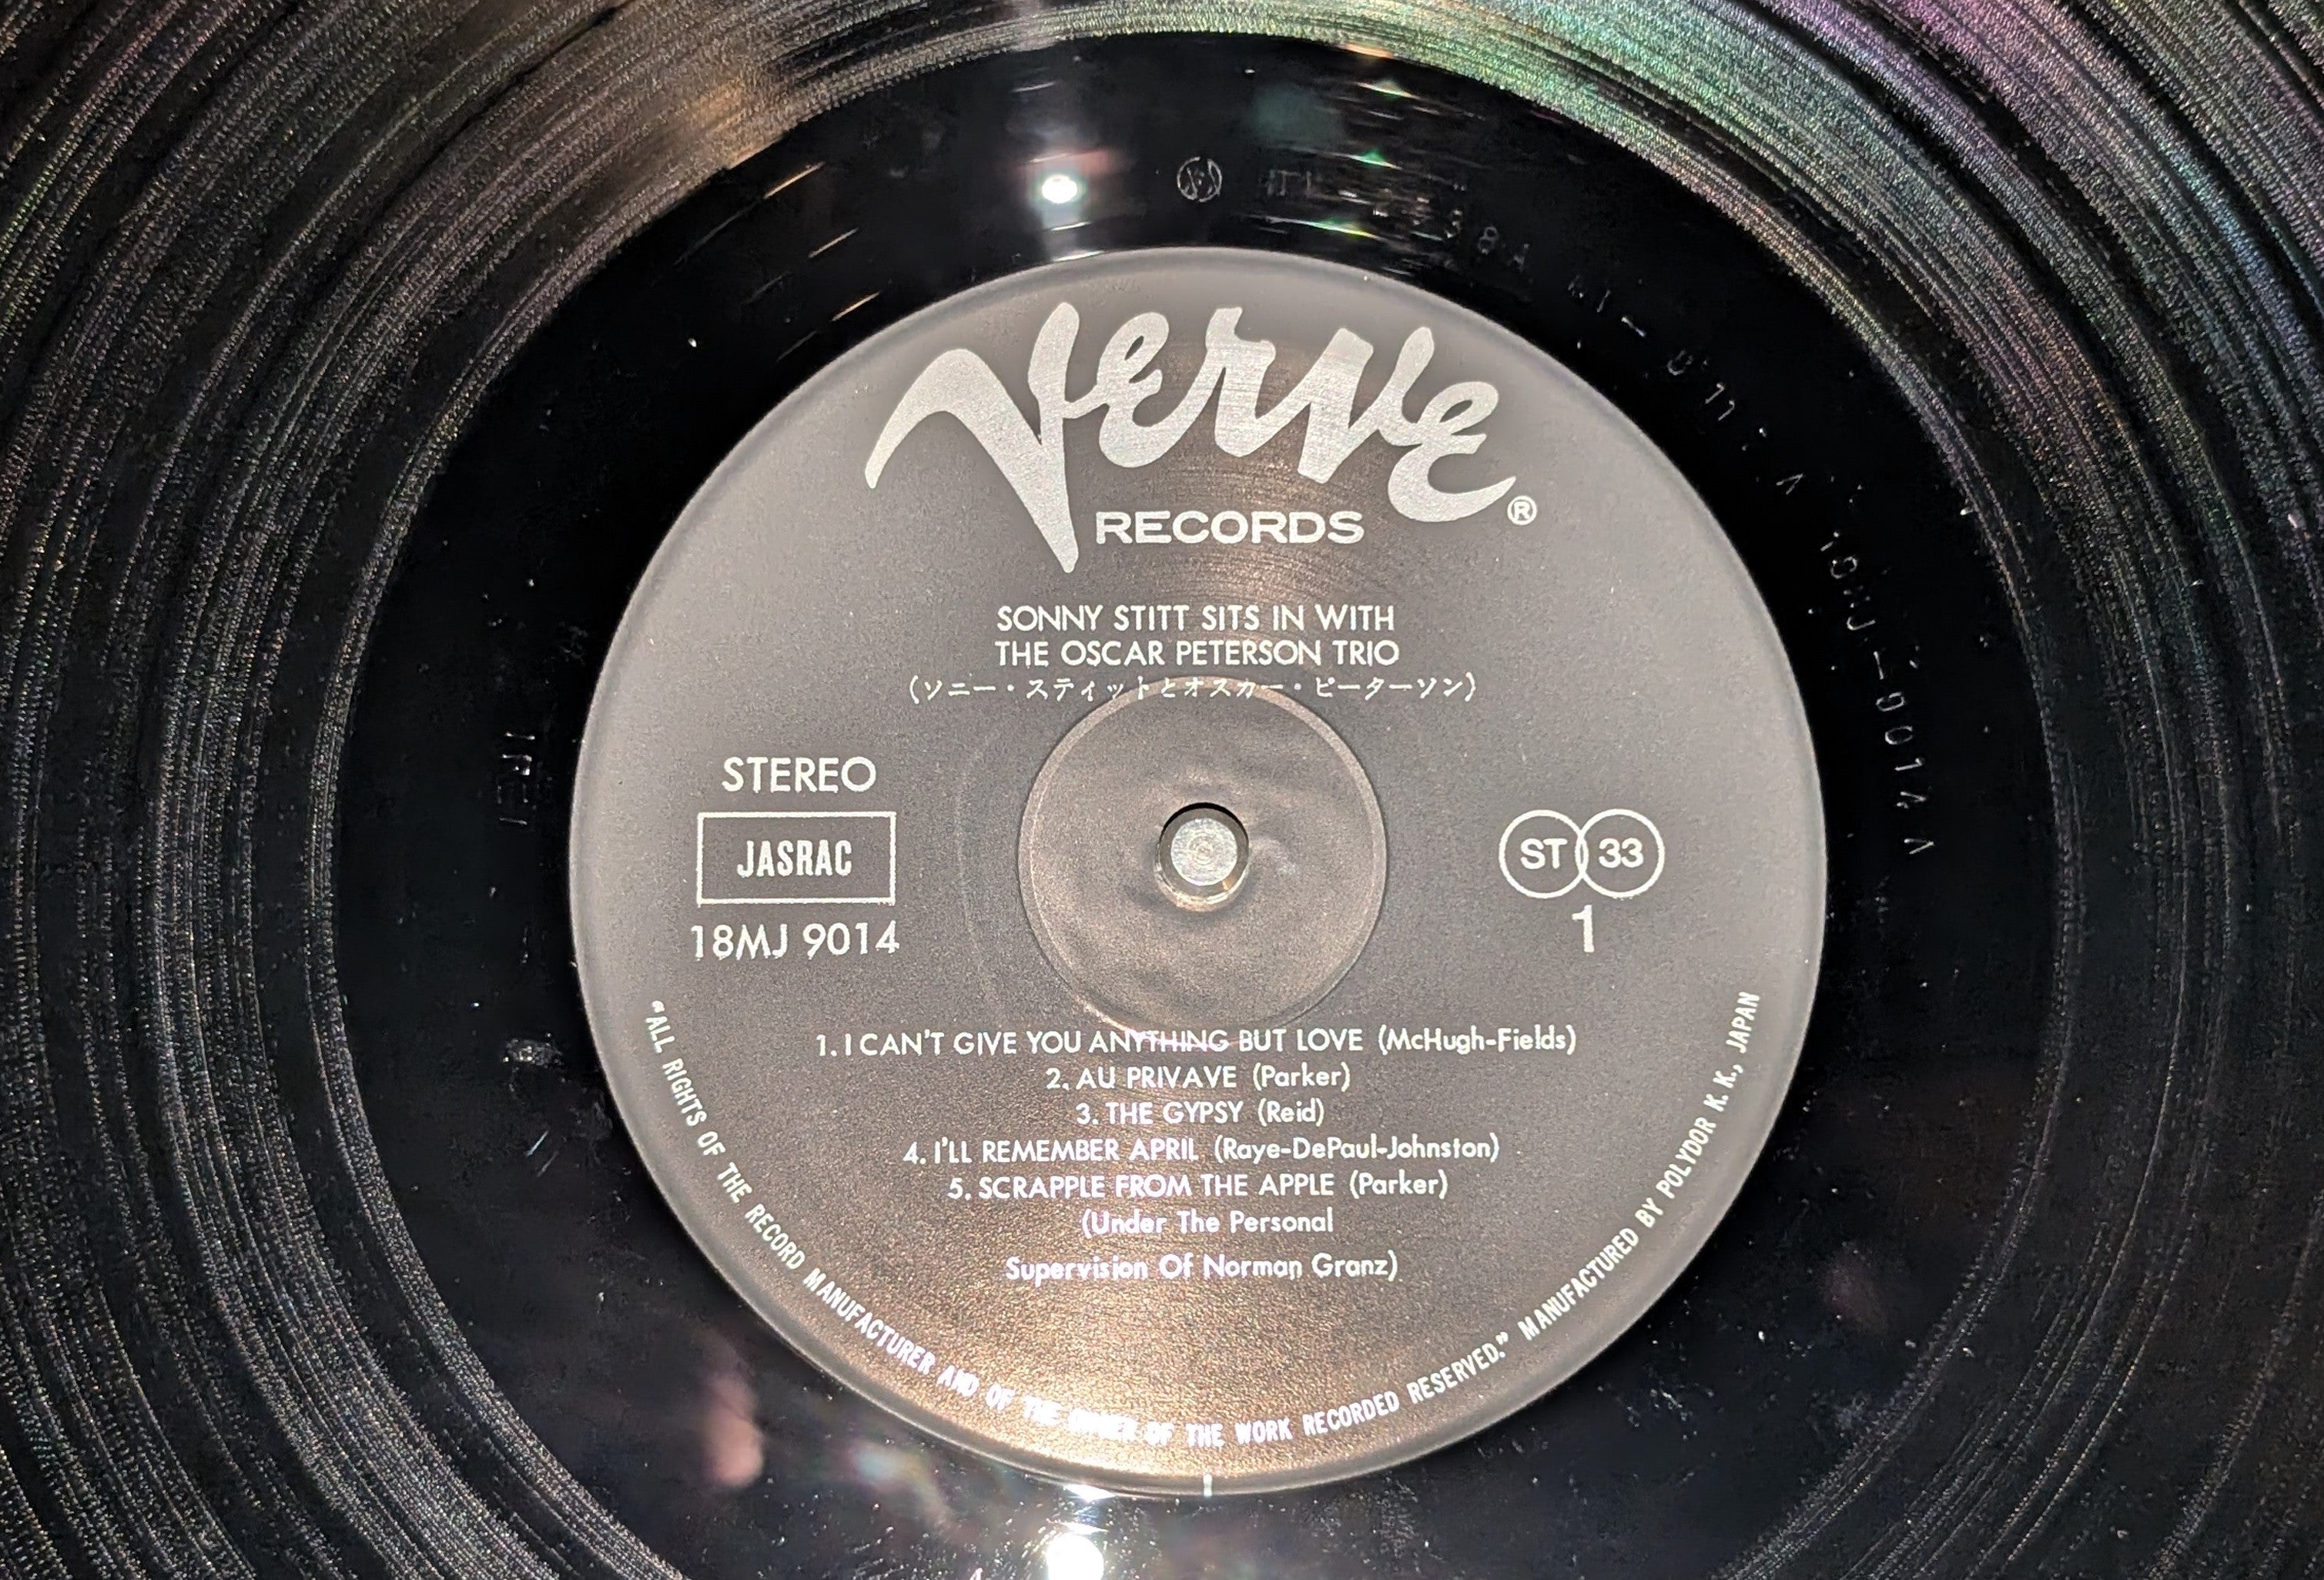 Verve ®
RECORDS
SONNY STITT SITS IN WITH
THE OSCAR PETERSON TRIO
(ソニー・スティットとオスカー・ピーターソン)
STEREO
JASRAC
18MJ 9014
ST 33
1
1. I CAN'T GIVE YOU ANYTHING BUT LOVE (McHugh-Fields)
2. AU PRIVAVE (Parker)
3. THE GYPSY (Reid)
4. I'LL REMEMBER APRIL (Raye-DePaul-Johnston)
5. SCRAPPLE FROM THE APPLE (Parker)
(Under The Personal
Supervision Of Norman Granz)
"ALL RIGHTS OF THE RECORD MANUFACTURER AND OF THE OWNER OF THE WORK RECORDED RESERVED." MANUFACTURED BY POLYDOR K. K., JAPAN